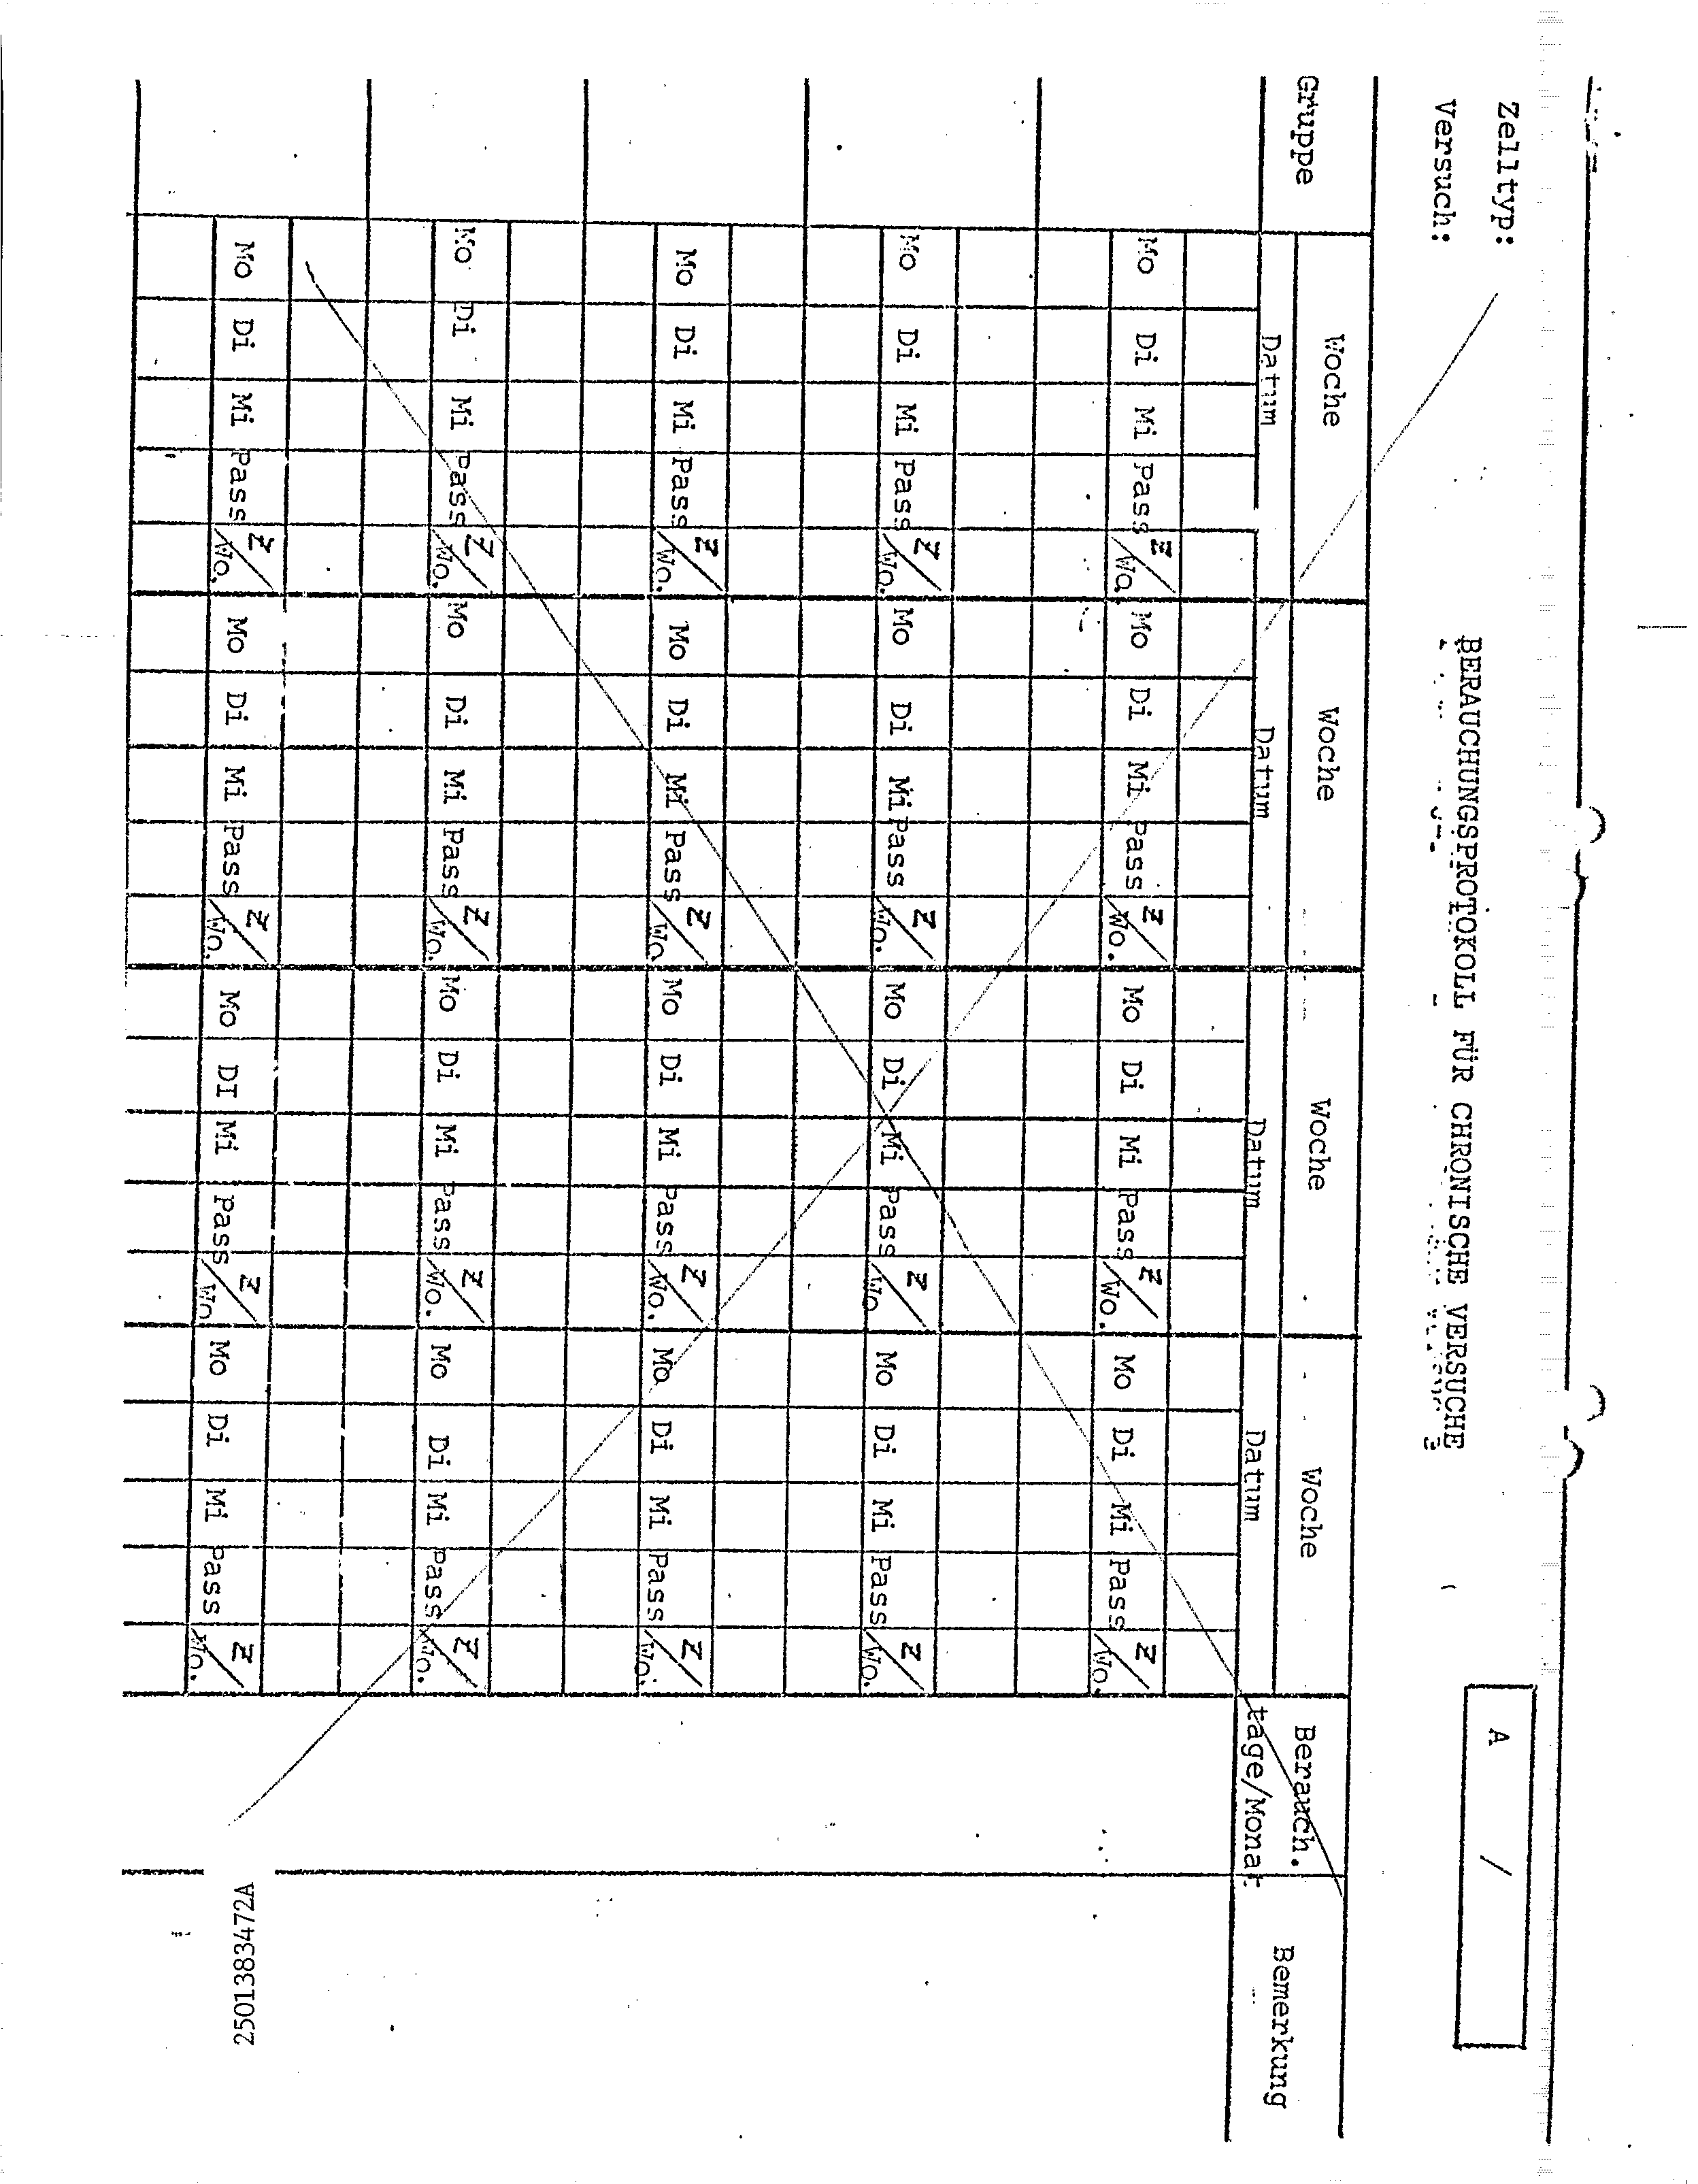 Zelltyp:
Versuch:
BERAUCHUNGSPROTOKOLL FÜR CHRONISCHE VERSUCHE
A /
Gruppe Woche Woche Woche Woche Berauch. Bemerkung
Datum Datum Datum Datum tage/Monat
Mo Di Mi Pass Z/Wo. Mo Di Mi Pass Z/Wo. Mo Di Mi Pass Z/Wo. Mo Di Mi Pass Z/Wo.
Mo Di Mi Pass Z/Wo. Mo Di Mi Pass Z/Wo. Mo Di Mi Pass Z/Wo Mo Di Mi Pass Z/Wo.
Mo Di Mi Pass Z/Wo. Mo Di Mi Pass Z/Wo Mo Di Mi Pass Z/Wo. Mo Di Mi Pass Z/Wo.
Mo Di Mi Pass Z/Wo. Mo Di Mi Pass Z/Wo. Mo Di Mi Pass Z/Wo. Mo Di Mi Pass Z/Wo.
Mo Di Mi Pass Z/Wo. Mo Di Mi Pass Z/Wo. Mo DI Mi Pass Z/Wo Mo Di Mi Pass Z/Wo.
2501383472A